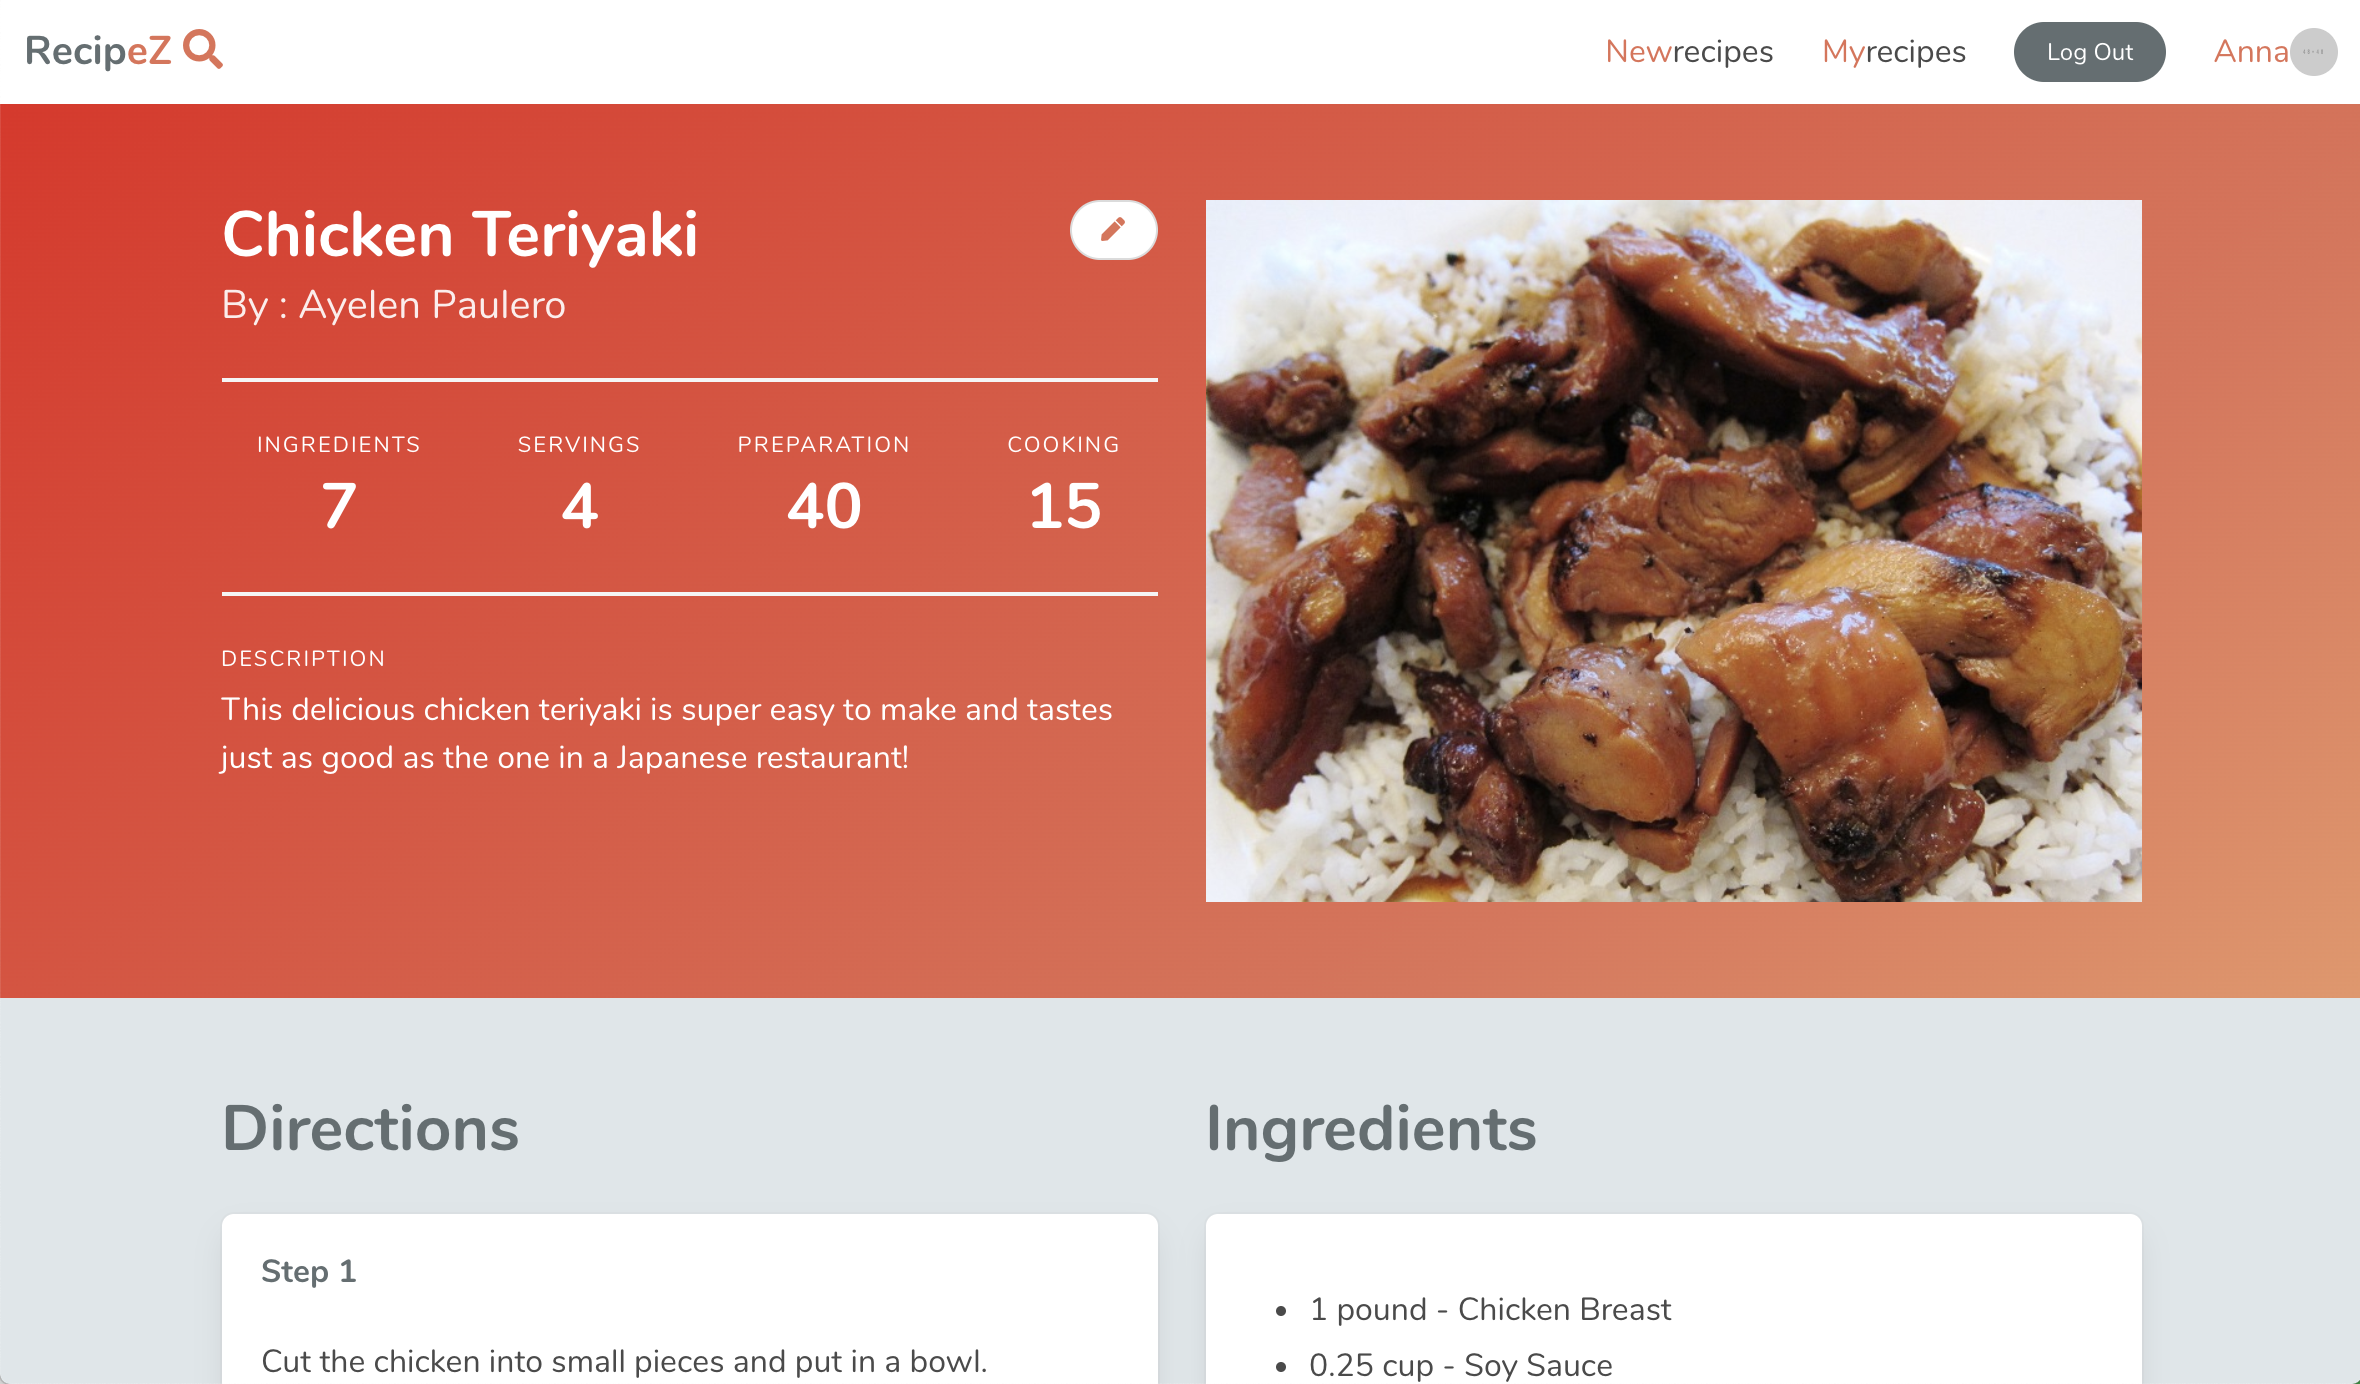 RecipeZ
Newrecipes
Myrecipes
Log Out
Anna
Chicken Teriyaki
By : Ayelen Paulero
INGREDIENTS
7
SERVINGS
4
PREPARATION
40
COOKING
15
DESCRIPTION
This delicious chicken teriyaki is super easy to make and tastes
just as good as the one in a Japanese restaurant!
Directions
Step 1
Cut the chicken into small pieces and put in a bowl.
Ingredients
1 pound - Chicken Breast
0.25 cup - Soy Sauce